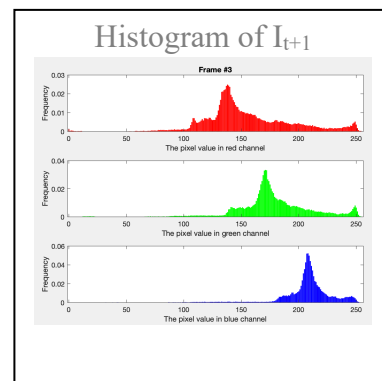 Histogram of Iₜ₊₁
Frame #3
0.03
0.02
0.01
0
Frequency
0 50 100 150 200 250
The pixel value in red channel
0.04
0.02
0
Frequency
0 50 100 150 200 250
The pixel value in green channel
0.06
0.04
0.02
0
Frequency
0 50 100 150 200 250
The pixel value in blue channel